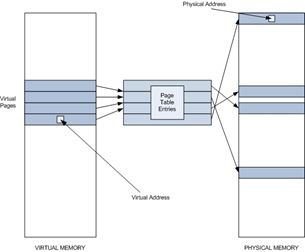 Physical Address
Virtual
Pages
Page
Table
Entries
Virtual Address
VIRTUAL MEMORY
PHYSICAL MEMORY